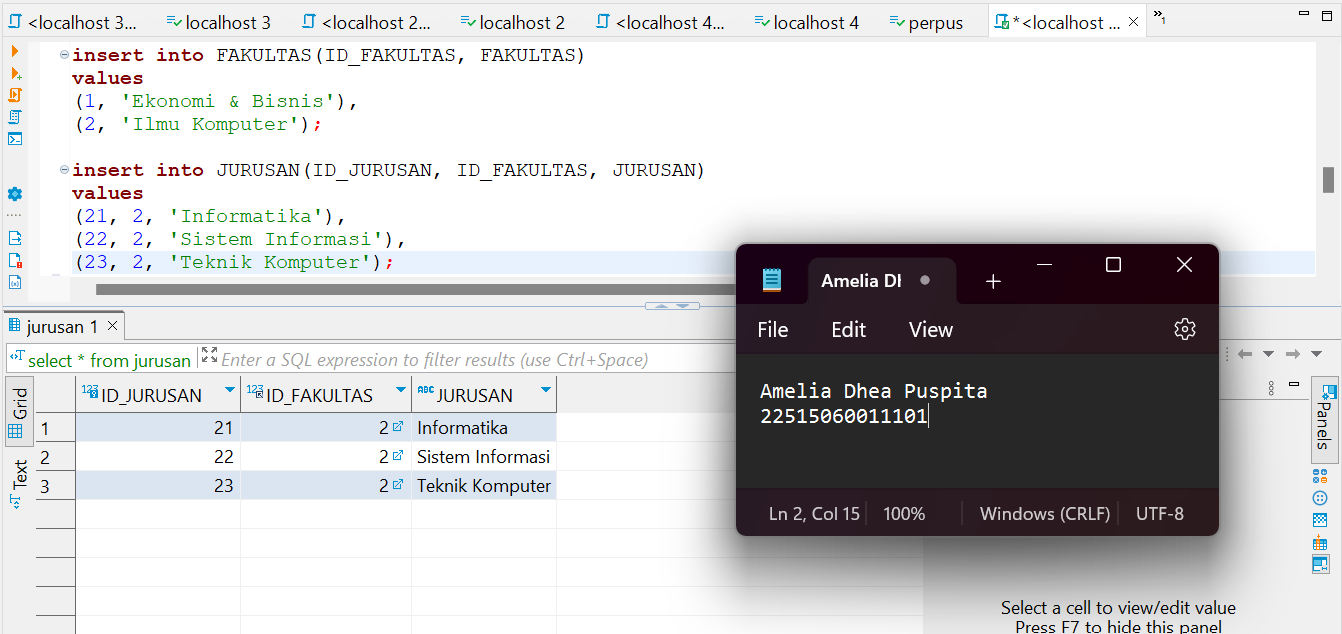 <localhost 3...
localhost 3
<localhost 2...
localhost 2
<localhost 4...
localhost 4
perpus
*<localhost ...
»1
insert into FAKULTAS(ID_FAKULTAS, FAKULTAS)
values
(1, 'Ekonomi & Bisnis'),
(2, 'Ilmu Komputer');
insert into JURUSAN(ID_JURUSAN, ID_FAKULTAS, JURUSAN)
values
(21, 2, 'Informatika'),
(22, 2, 'Sistem Informasi'),
(23, 2, 'Teknik Komputer');
jurusan 1
select * from jurusan
Enter a SQL expression to filter results (use Ctrl+Space)
Grid
Text
123 ID_JURUSAN
123 ID_FAKULTAS
ABC JURUSAN
1 21 2 Informatika
2 22 2 Sistem Informasi
3 23 2 Teknik Komputer
Amelia Dh
File Edit View
Amelia Dhea Puspita
22515060011101
Ln 2, Col 15
100%
Windows (CRLF)
UTF-8
Panels
Select a cell to view/edit value
Press F7 to hide this panel